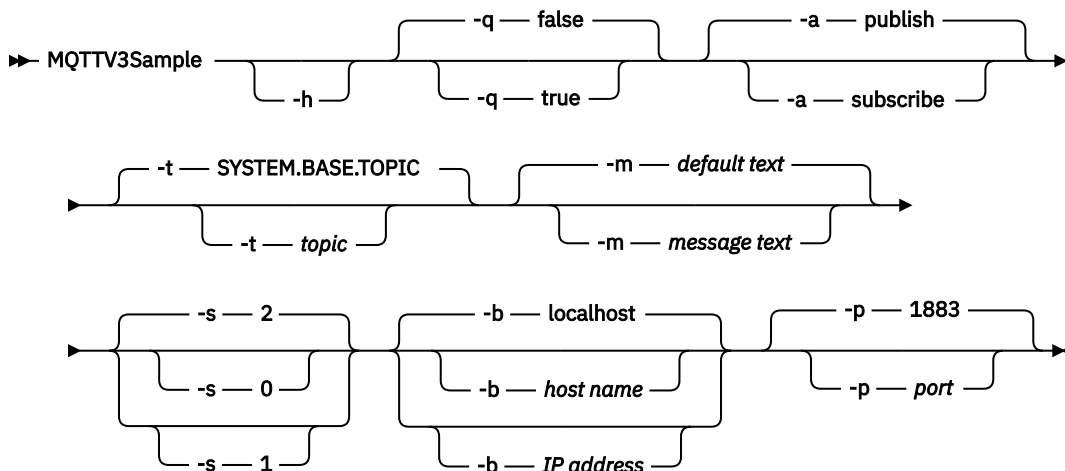 -q false -a publish
MQTTV3Sample
-h -q true -a subscribe
-t SYSTEM.BASE.TOPIC -m default text
-t topic -m message text
-s 2 -b localhost -p 1883
-s 0 -b host name -p port
-s 1 -b IP address